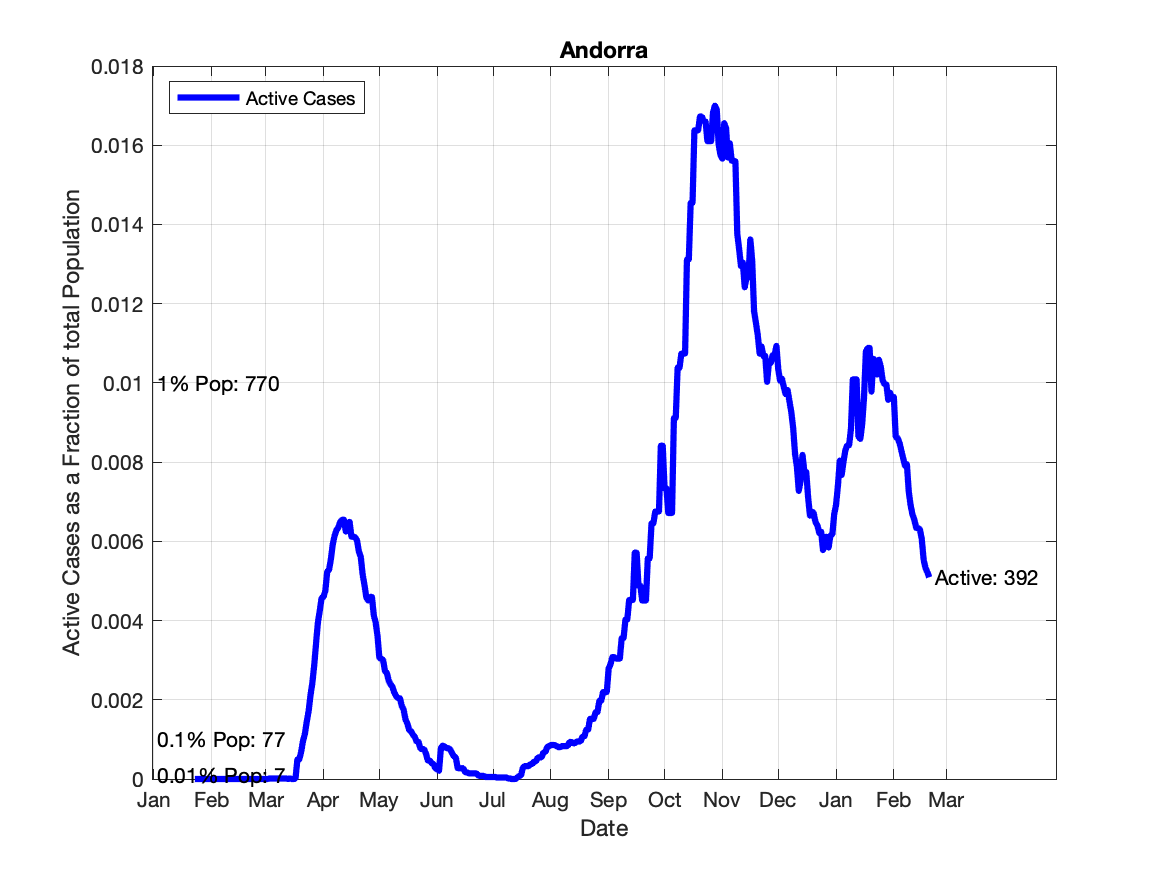 Andorra
Active Cases
Active Cases as a Fraction of total Population
0.018
0.016
0.014
0.012
0.01
0.008
0.006
0.004
0.002
0
1% Pop: 770
0.1% Pop: 77
0.01% Pop: 7
Active: 392
Jan Feb Mar Apr May Jun Jul Aug Sep Oct Nov Dec Jan Feb Mar
Date